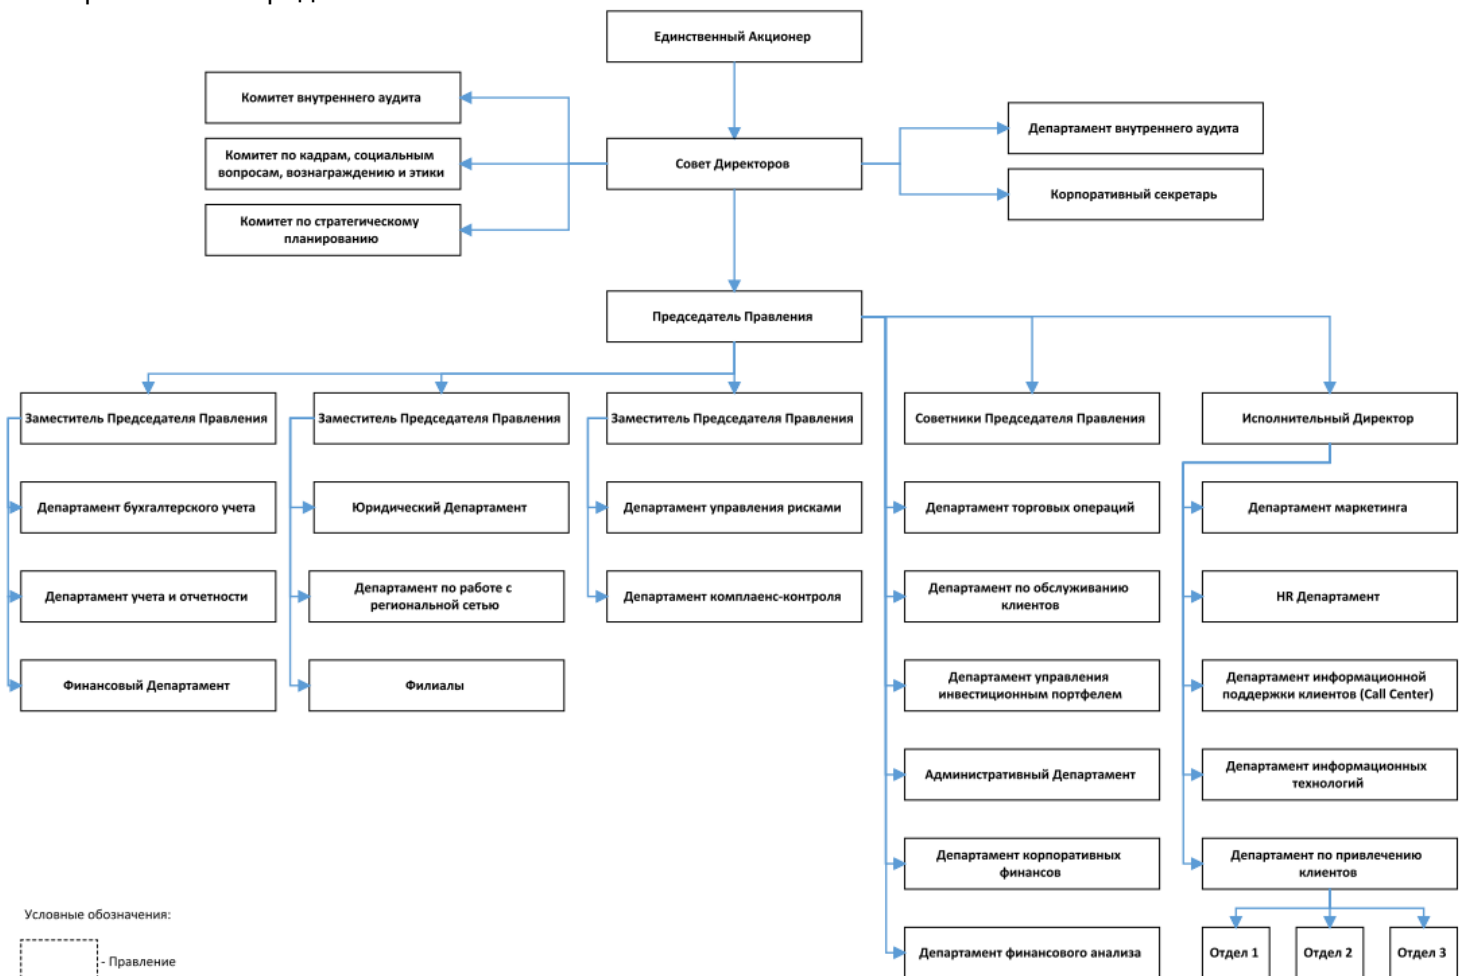 Единственный Акционер
Комитет внутреннего аудита
Департамент внутреннего аудита
Комитет по кадрам, социальным
вопросам, вознаграждению и этики
Совет Директоров
Корпоративный секретарь
Комитет по стратегическому
планированию
Председатель Правления
Заместитель Председателя Правления
Заместитель Председателя Правления
Заместитель Председателя Правления
Советники Председателя Правления
Исполнительный Директор
Департамент бухгалтерского учета
Юридический Департамент
Департамент управления рисками
Департамент торговых операций
Департамент маркетинга
Департамент учета и отчетности
Департамент по работе с
региональной сетью
Департамент комплаенс-контроля
Департамент по обслуживанию
клиентов
HR Департамент
Финансовый Департамент
Филиалы
Департамент управления
инвестиционным портфелем
Департамент информационной
поддержки клиентов (Call Center)
Административный Департамент
Департамент информационных
технологий
Департамент корпоративных
финансов
Департамент по привлечению
клиентов
Условные обозначения:
- Правление
Департамент финансового анализа
Отдел 1
Отдел 2
Отдел 3